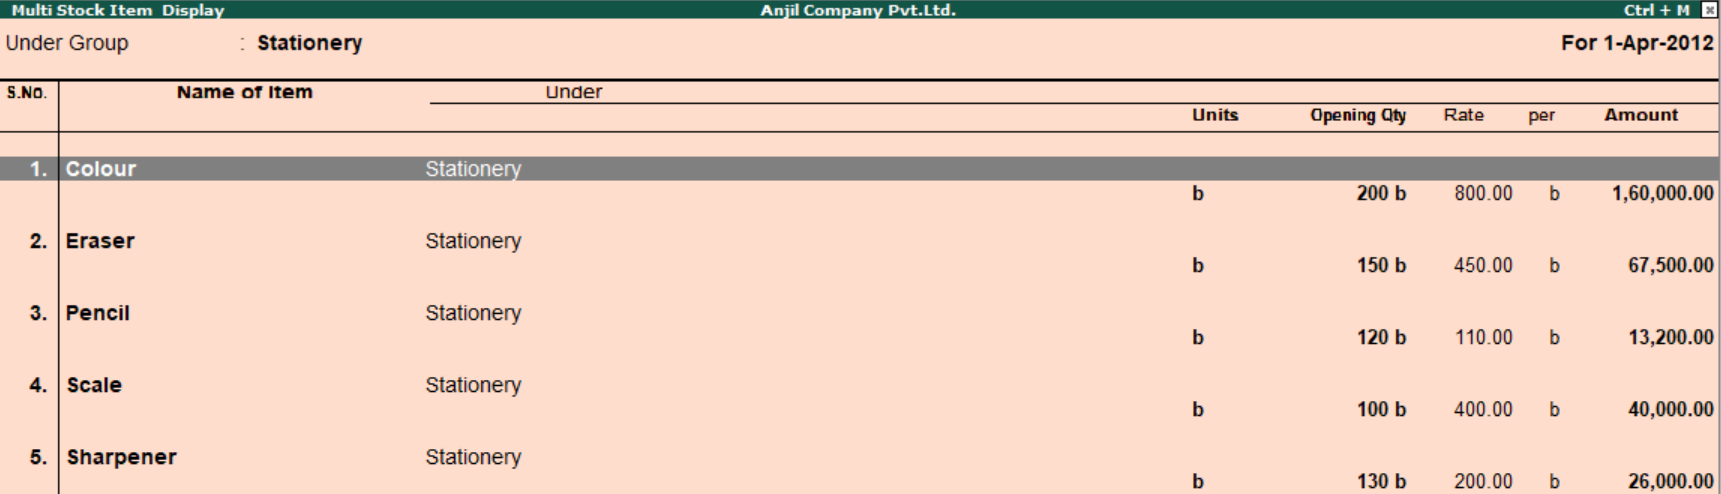 Multi Stock Item Display Anjil Company Pvt.Ltd. Ctrl + M
Under Group : Stationery For 1-Apr-2012
S.No. Name of Item Under
Units Opening Qty Rate per Amount
1. Colour Stationery
b 200 b 800.00 b 1,60,000.00
2. Eraser Stationery
b 150 b 450.00 b 67,500.00
3. Pencil Stationery
b 120 b 110.00 b 13,200.00
4. Scale Stationery
b 100 b 400.00 b 40,000.00
5. Sharpener Stationery
b 130 b 200.00 b 26,000.00